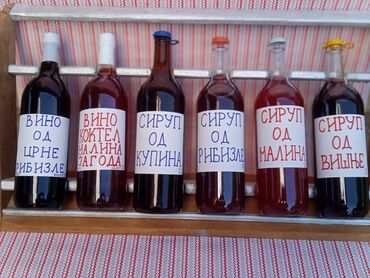 ВИНО
ОД
ЦРНЕ
РИБИЗЛЕ
ВИНО
КОКТЕЛ
МАЛИНА
ЈАГОДА
СИРУП
ОД
КУПИНА
СИРУП
ОД
РИБИЗЛЕ
СИРУП
ОД
МАЛИНА
СИРУП
ОД
ВИШЊЕ